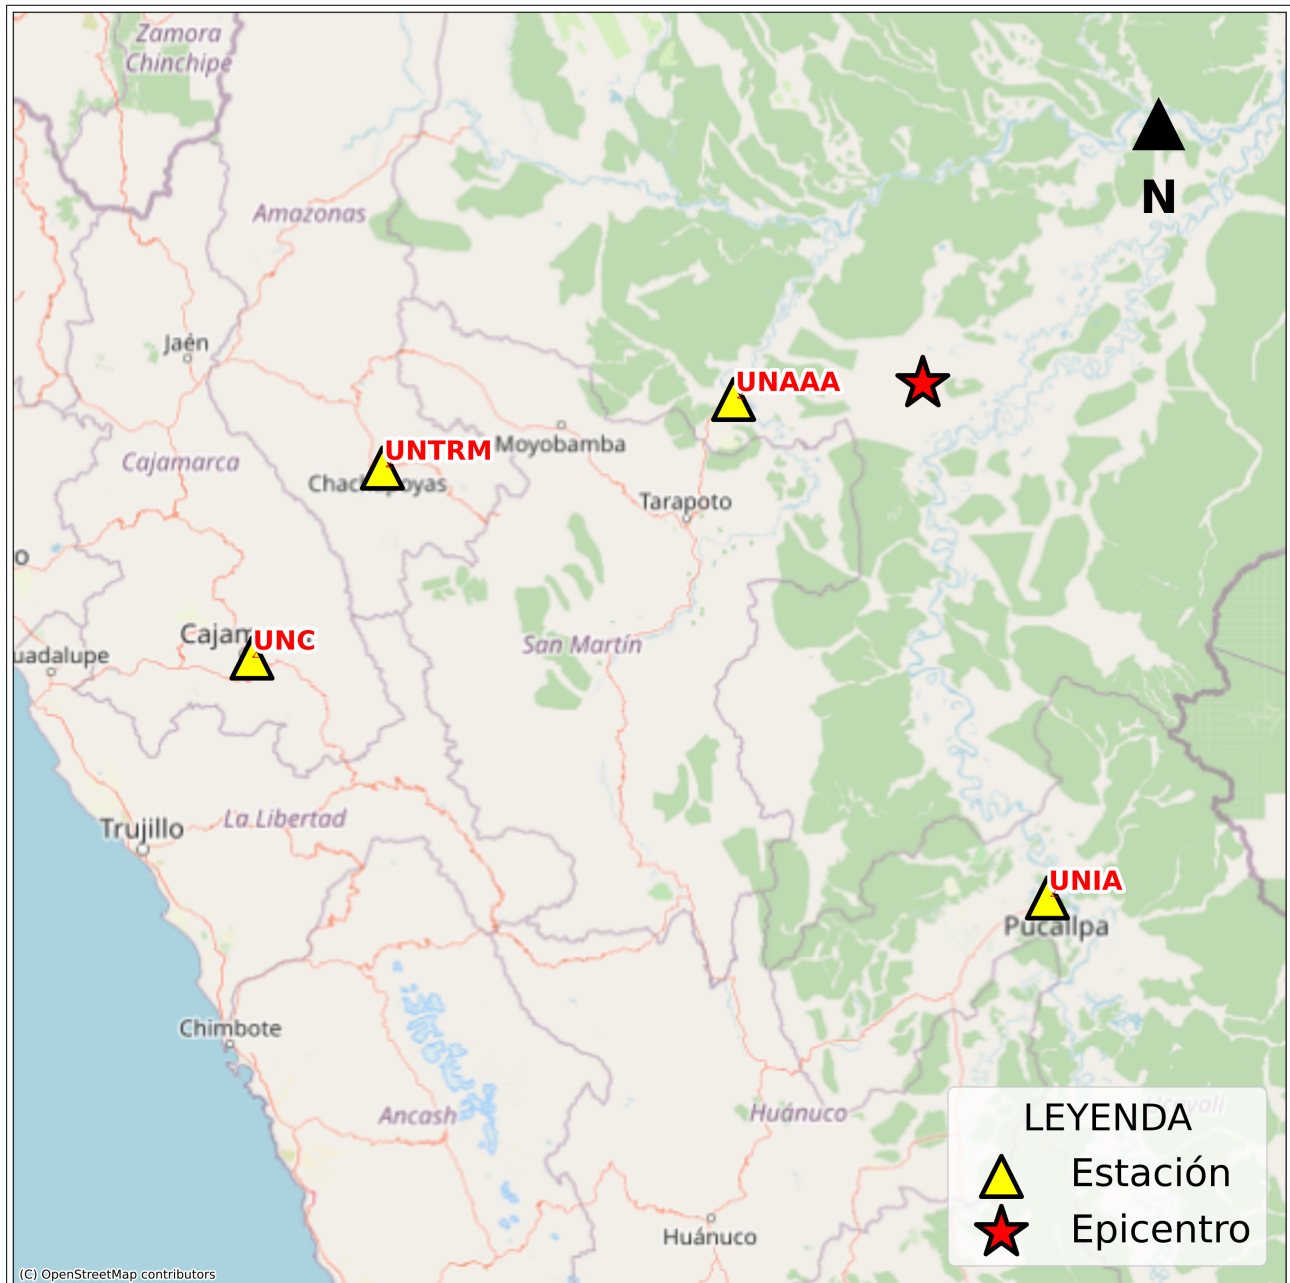 Zamora
Chinchipe
N
Amazonas
Jaén
UNAAA
UNTRM
Moyobamba
Cajamarca
Tarapoto
o
UNC
San Martín
uadalupe
La Libertad
Trujillo
UNIA
Pucallpa
Chimbote
Ancash
Huánuco
LEYENDA
Estación
Epicentro
Huánuco
(C) OpenStreetMap contributors